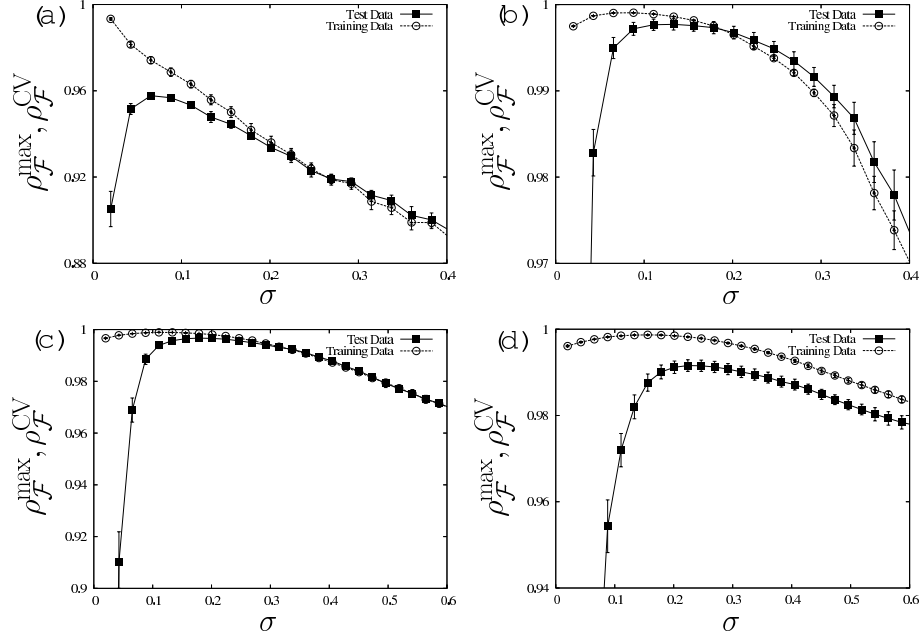 (a)
Test Data
Training Data
1
0.96
0.92
0.88
0
0.1
0.2
0.3
0.4
ρ_F^max, ρ_F^CV
σ
(b)
Test Data
Training Data
1
0.99
0.98
0.97
0
0.1
0.2
0.3
0.4
ρ_F^max, ρ_F^CV
σ
(c)
Test Data
Training Data
1
0.98
0.96
0.94
0.92
0.9
0
0.1
0.2
0.3
0.4
0.5
0.6
ρ_F^max, ρ_F^CV
σ
(d)
Test Data
Training Data
1
0.98
0.96
0.94
0
0.1
0.2
0.3
0.4
0.5
0.6
ρ_F^max, ρ_F^CV
σ